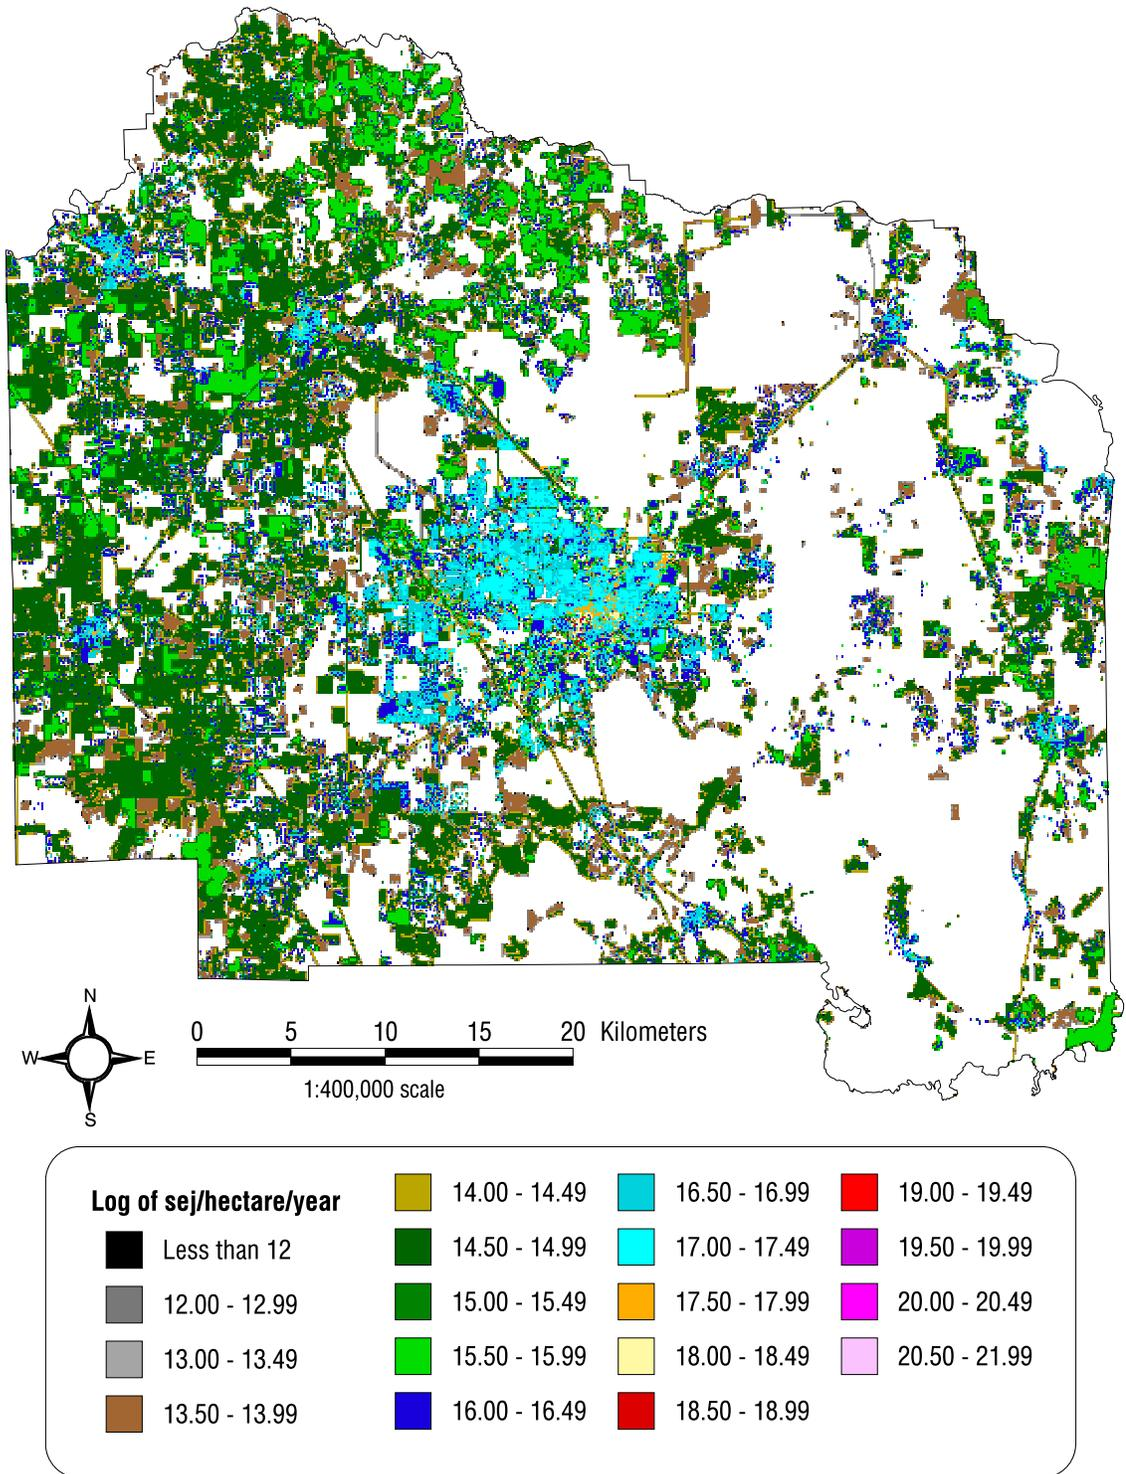 N
W E
S
0 5 10 15 20 Kilometers
1:400,000 scale
Log of sej/hectare/year
Less than 12
12.00 - 12.99
13.00 - 13.49
13.50 - 13.99
14.00 - 14.49
14.50 - 14.99
15.00 - 15.49
15.50 - 15.99
16.00 - 16.49
16.50 - 16.99
17.00 - 17.49
17.50 - 17.99
18.00 - 18.49
18.50 - 18.99
19.00 - 19.49
19.50 - 19.99
20.00 - 20.49
20.50 - 21.99